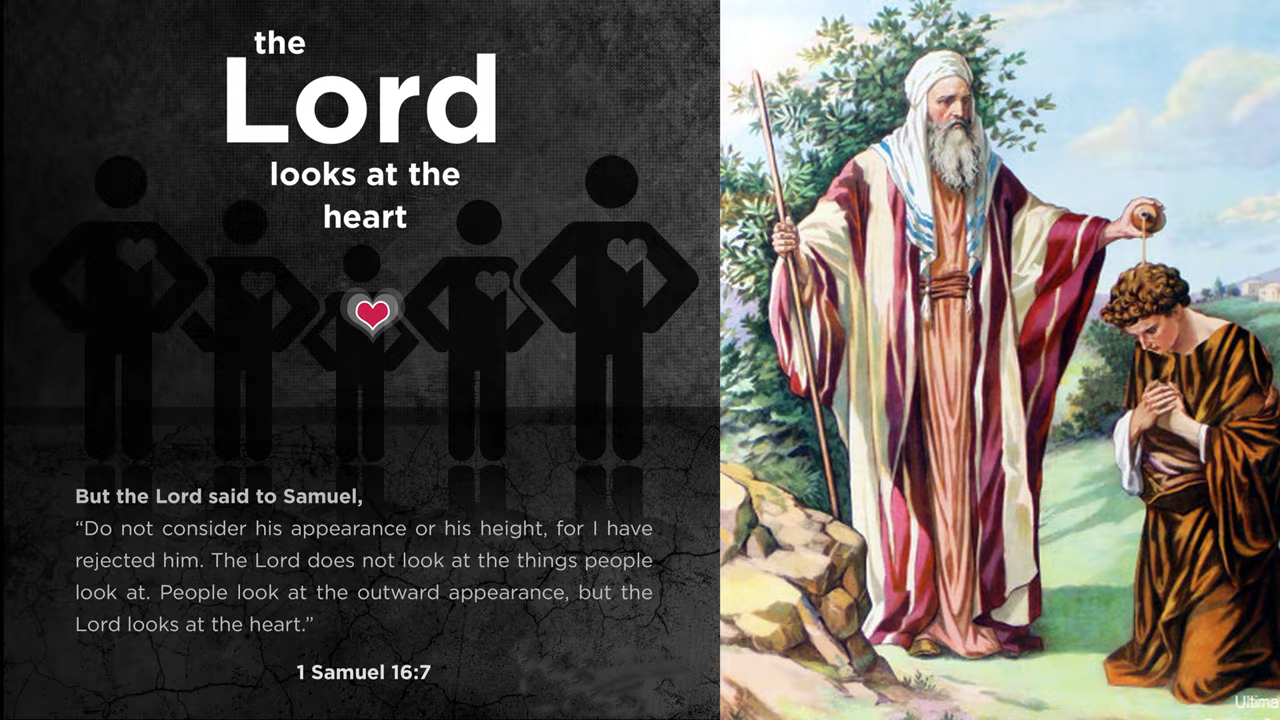 the
Lord
looks at the
heart
But the Lord said to Samuel,
“Do not consider his appearance or his height, for I have
rejected him. The Lord does not look at the things people
look at. People look at the outward appearance, but the
Lord looks at the heart.”
1 Samuel 16:7
Ultima